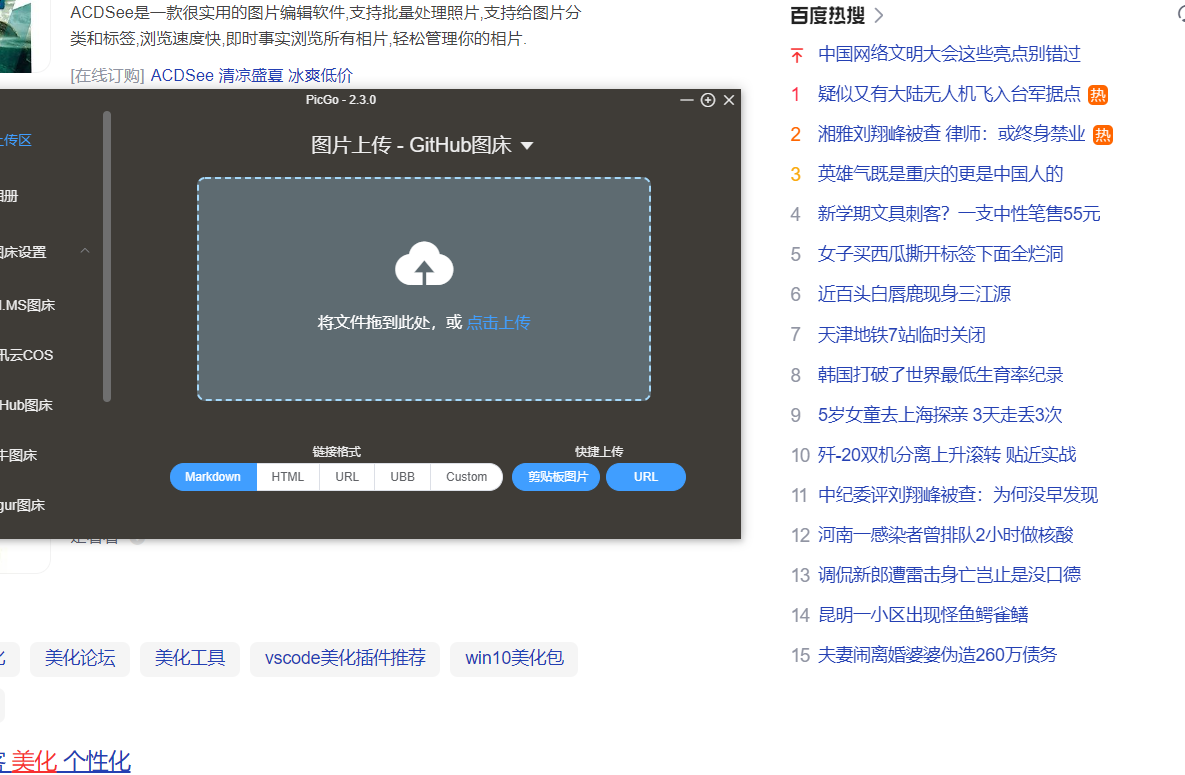 ACDSee是一款很实用的图片编辑软件,支持批量处理照片,支持给图片分
类和标签,浏览速度快,即时事实浏览所有相片,轻松管理你的相片.
[在线订购] ACDSee 清凉盛夏 冰爽低价
PicGo - 2.3.0
上传区
相册
图床设置
.MS图床
讯云COS
Hub图床
牛图床
gur图床
图片上传 - GitHub图床
将文件拖到此处，或 点击上传
链接格式
快捷上传
Markdown
HTML
URL
UBB
Custom
剪贴板图片
URL
美化论坛
美化工具
vscode美化插件推荐
win10美化包
美化 个性化
百度热搜
中国网络文明大会这些亮点别错过
1 疑似又有大陆无人机飞入台军据点 热
2 湘雅刘翔峰被查 律师：或终身禁业 热
3 英雄气既是重庆的更是中国人的
4 新学期文具刺客？一支中性笔售55元
5 女子买西瓜撕开标签下面全烂洞
6 近百头白唇鹿现身三江源
7 天津地铁7站临时关闭
8 韩国打破了世界最低生育率纪录
9 5岁女童去上海探亲 3天走丢3次
10 歼-20双机分离上升滚转 贴近实战
11 中纪委评刘翔峰被查：为何没早发现
12 河南一感染者曾排队2小时做核酸
13 调侃新郎遭雷击身亡岂止是没口德
14 昆明一小区出现怪鱼鳄雀鳝
15 夫妻闹离婚婆婆伪造260万债务